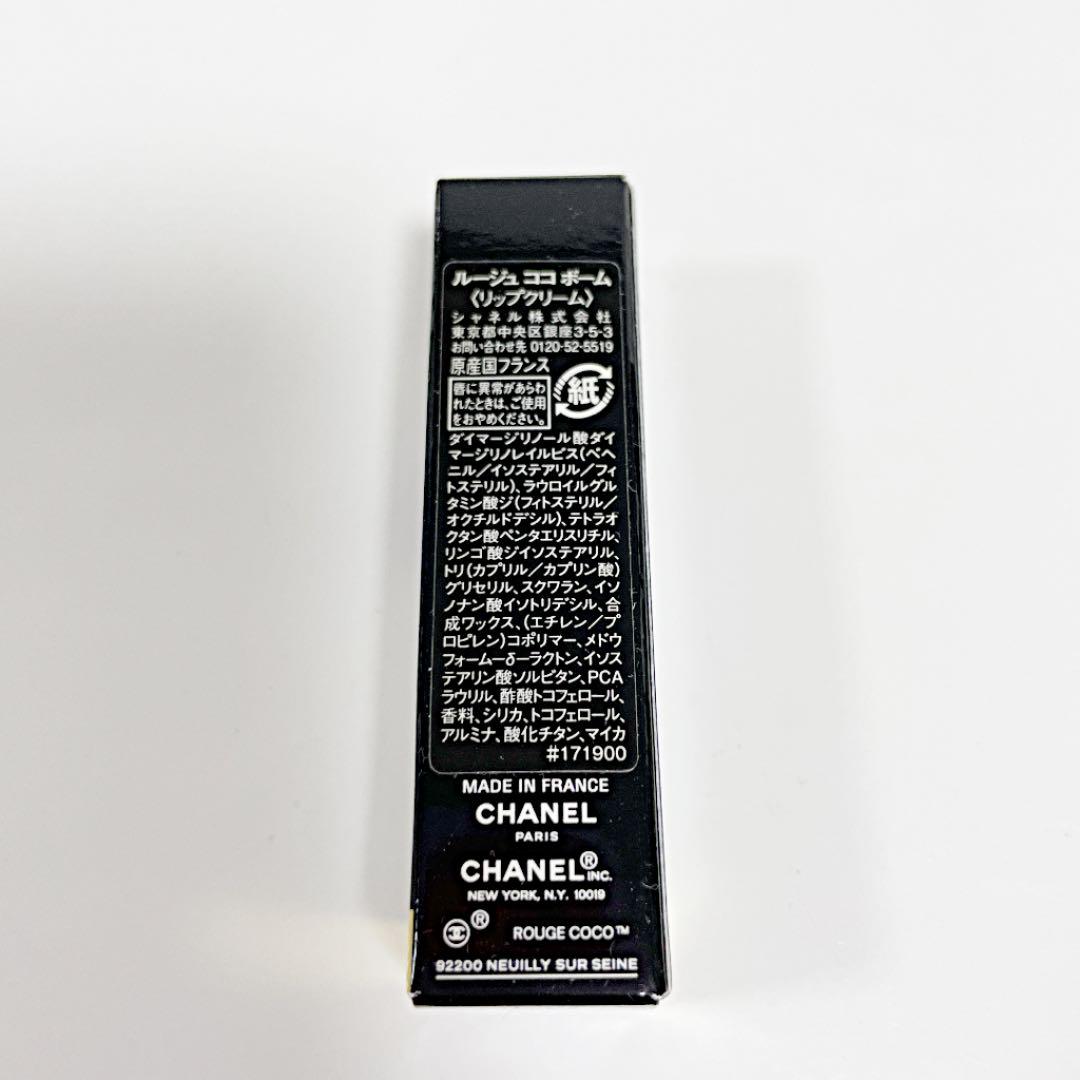 ルージュ ココ ボーム
《リップクリーム》
シャネル株式会社
東京都中央区銀座3-5-3
お問い合わせ先 0120-52-5519
原産国フランス
唇に異常があらわ
れたときは、ご使用
をおやめください。
紙
ダイマージリノール酸ダイ
マージリノレイルビス(ベヘ
ニル/イソステアリル/フィ
トステリル)、ラウロイルグル
タミン酸ジ(フィトステリル/
オクチルドデシル)、テトラオ
クタン酸ペンタエリスリチル、
リンゴ酸ジイソステアリル、
トリ(カプリル/カプリン酸)
グリセリル、スクワラン、イソ
ノナン酸イソトリデシル、合
成ワックス、(エチレン/プ
ロピレン)コポリマー、メドウ
フォームーδーラクトン、イソス
テアリン酸ソルビタン、PCA
ラウリル、酢酸トコフェロール、
香料、シリカ、トコフェロール、
アルミナ、酸化チタン、マイカ
#171900
MADE IN FRANCE
CHANEL
PARIS
CHANEL® INC.
NEW YORK, N.Y. 10019
® ROUGE COCO™
92200 NEUILLY SUR SEINE